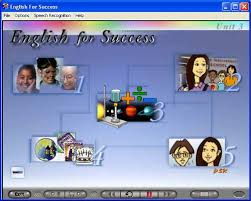 English For Success
File Options Speech Recognition Help
English for Success
Unit 3
1
2
3
4
5